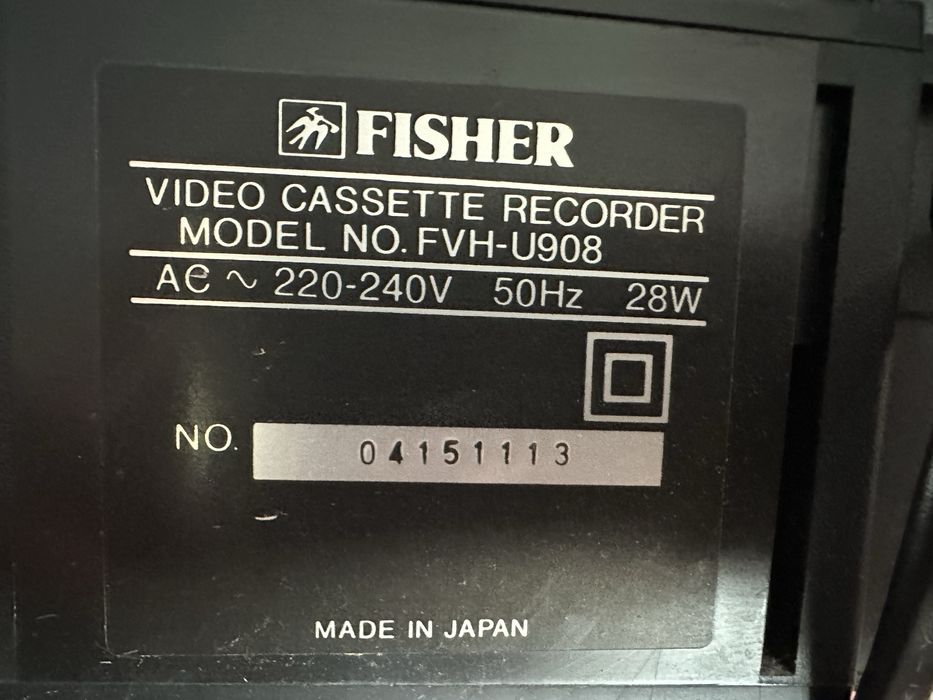 FISHER
VIDEO CASSETTE RECORDER
MODEL NO. FVH-U908
AC ~ 220-240V 50Hz 28W
NO. 04151113
MADE IN JAPAN